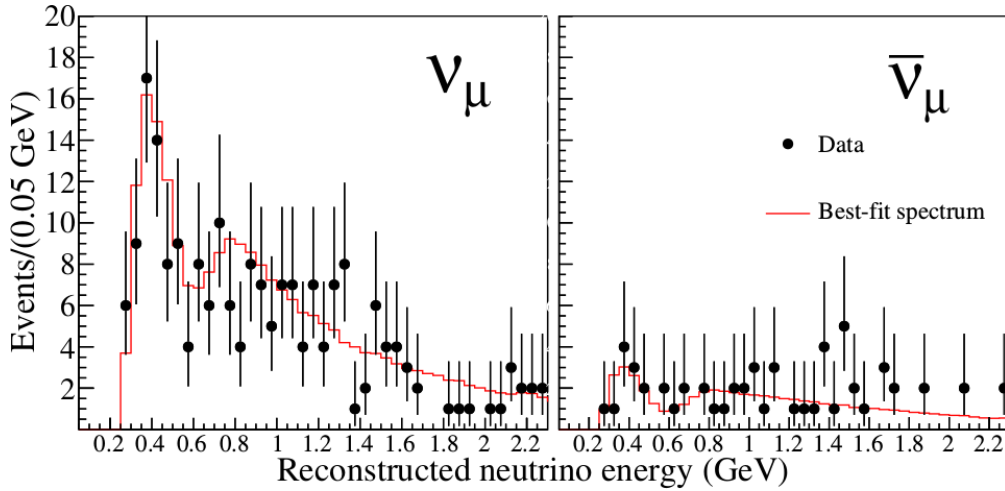 Events/(0.05 GeV)
20
18
16
14
12
10
8
6
4
2
νμ
ν̅μ
Data
Best-fit spectrum
0.2 0.4 0.6 0.8 1 1.2 1.4 1.6 1.8 2 2.2
0.2 0.4 0.6 0.8 1 1.2 1.4 1.6 1.8 2 2.2
Reconstructed neutrino energy (GeV)